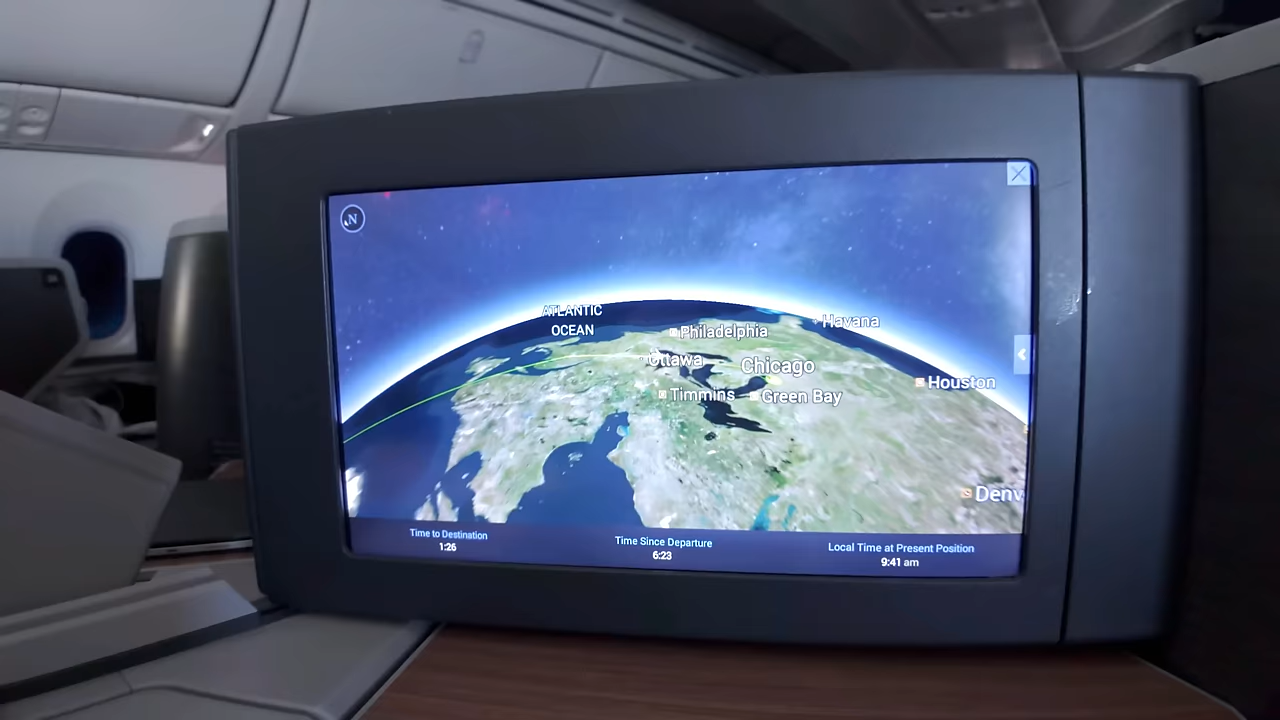 N
ATLANTIC
OCEAN
Philadelphia
Havana
Ottawa
Chicago
Houston
Timmins
Green Bay
Denv
Time to Destination
1:26
Time Since Departure
6:23
Local Time at Present Position
9:41 am